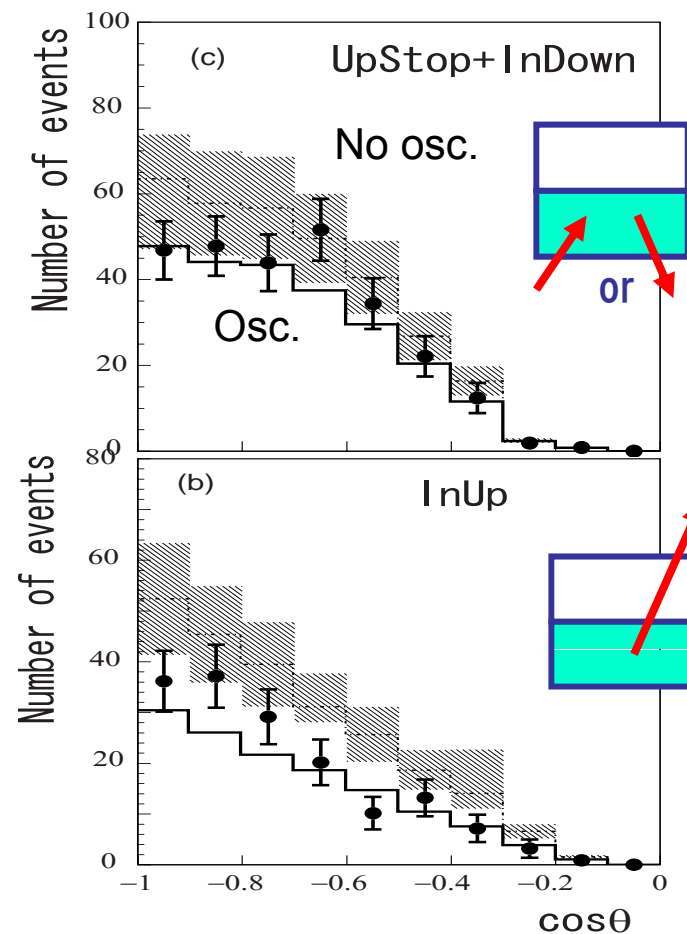 (c)
UpStop+InDown
No osc.
Osc.
or
Number of events
100
80
60
40
20
0
(b)
InUp
Number of events
80
60
40
20
0
−1
−0.8
−0.6
−0.4
−0.2
0
cosθ